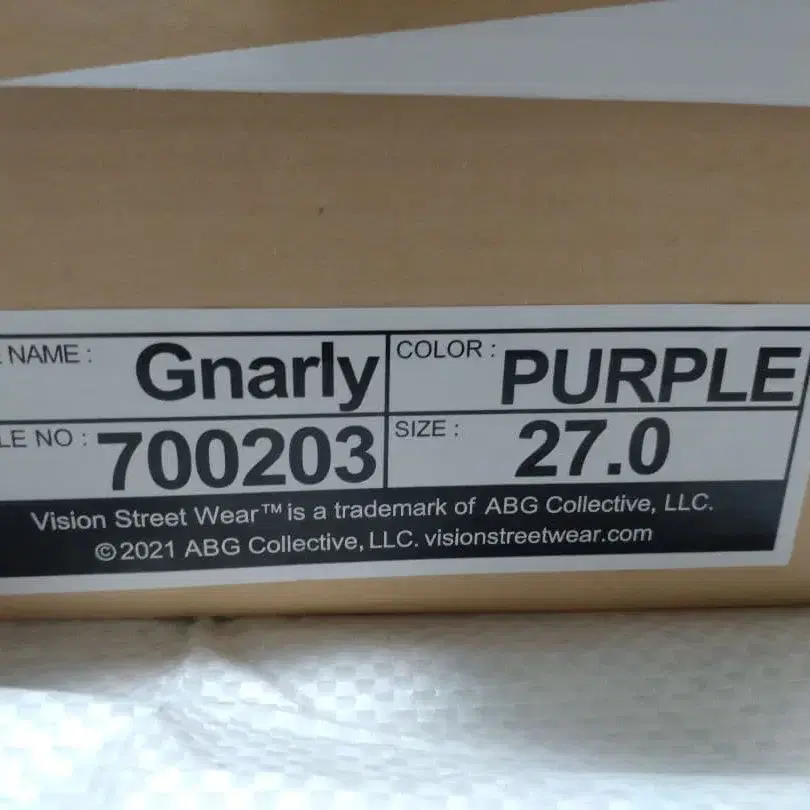 NAME : Gnarly COLOR : PURPLE
LE NO : 700203 SIZE : 27.0
Vision Street Wear™ is a trademark of ABG Collective, LLC.
©2021 ABG Collective, LLC. visionstreetwear.com